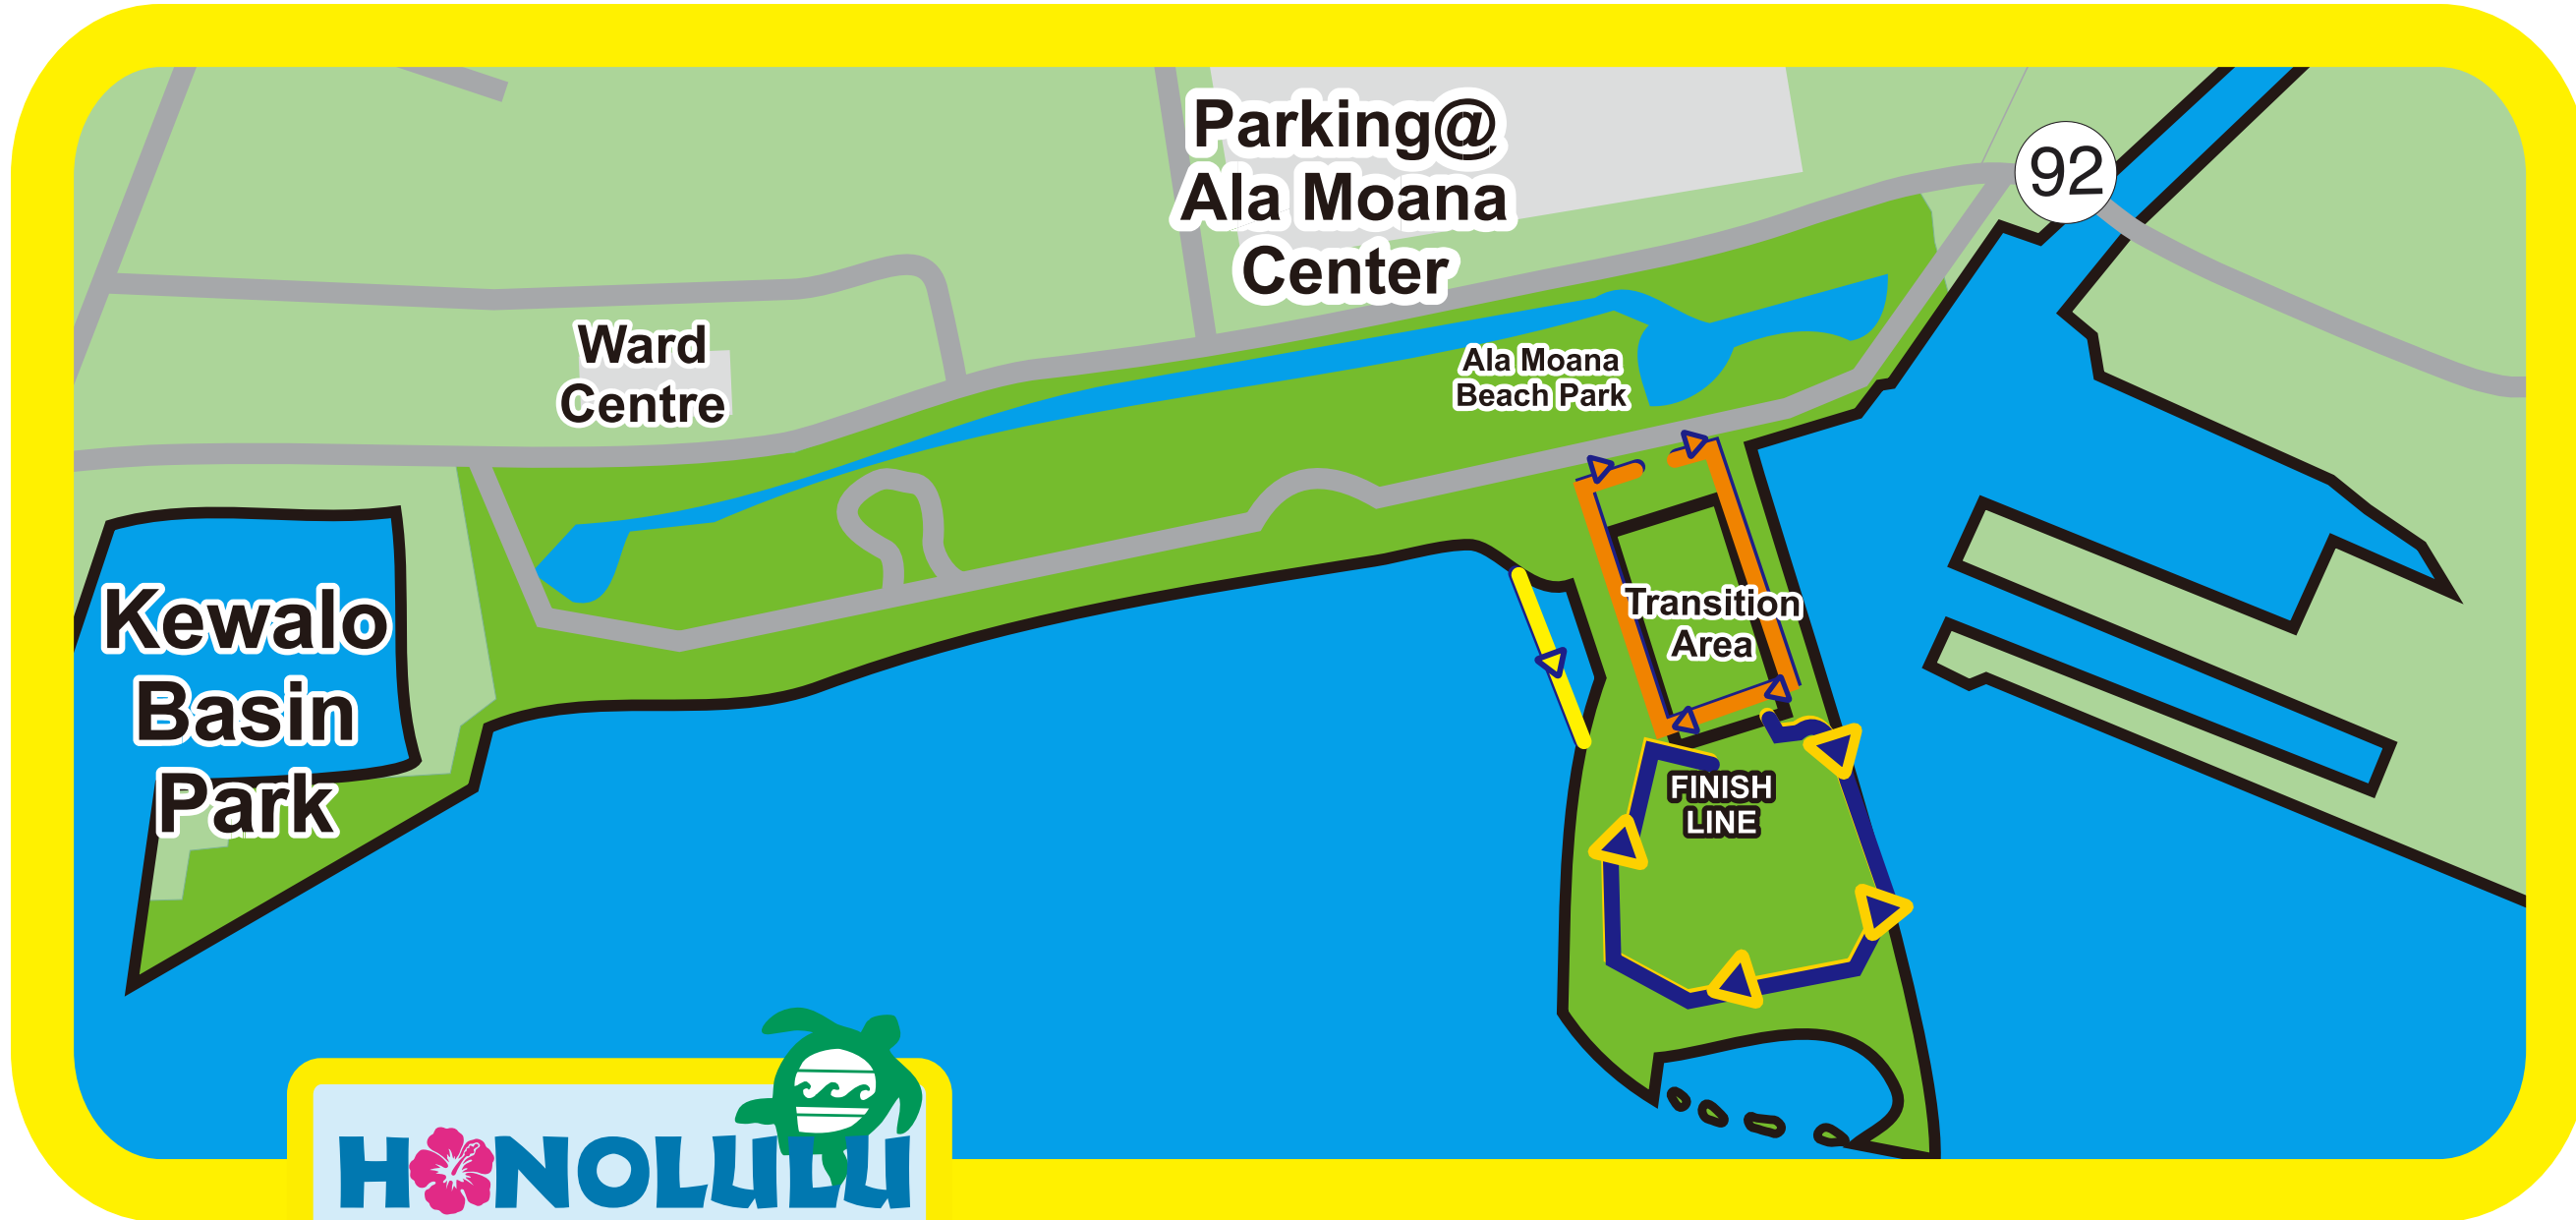 Parking@
Ala Moana
Center
92
Ward
Centre
Ala Moana
Beach Park
Kewalo
Basin
Park
Transition
Area
FINISH
LINE
HONOLULU